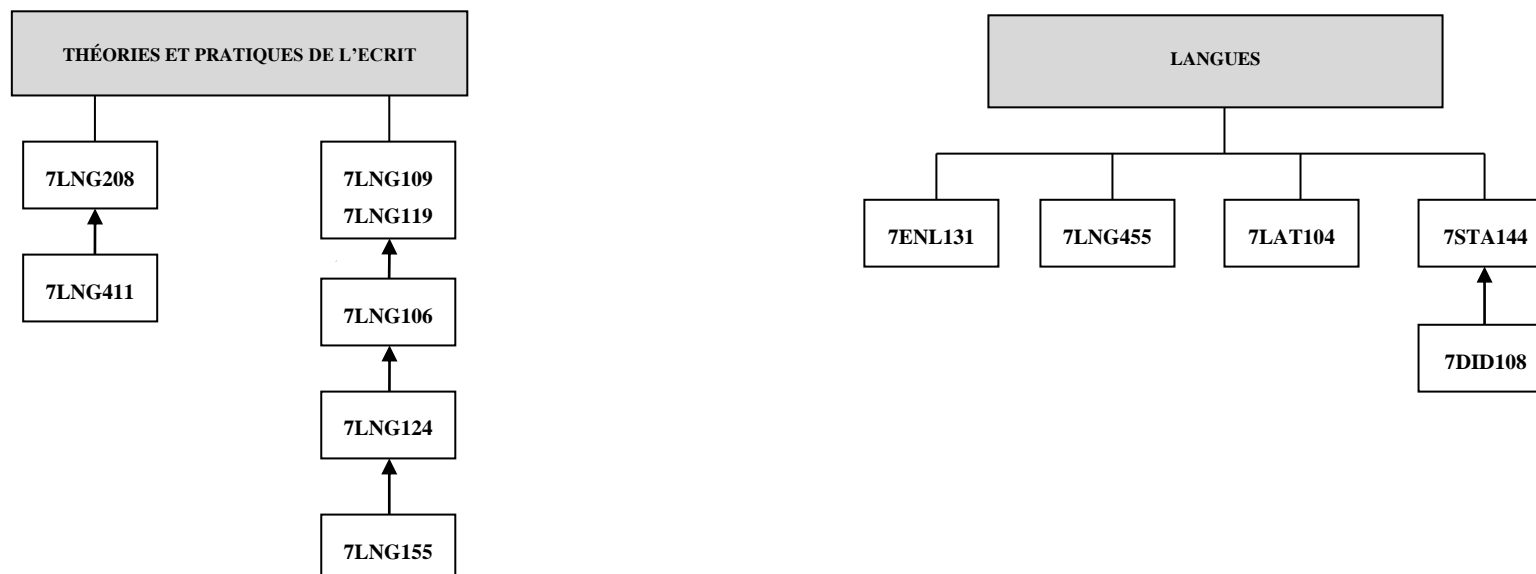 THÉORIES ET PRATIQUES DE L’ECRIT
7LNG208
7LNG411
7LNG109
7LNG119
7LNG106
7LNG124
7LNG155
LANGUES
7ENL131
7LNG455
7LAT104
7STA144
7DID108